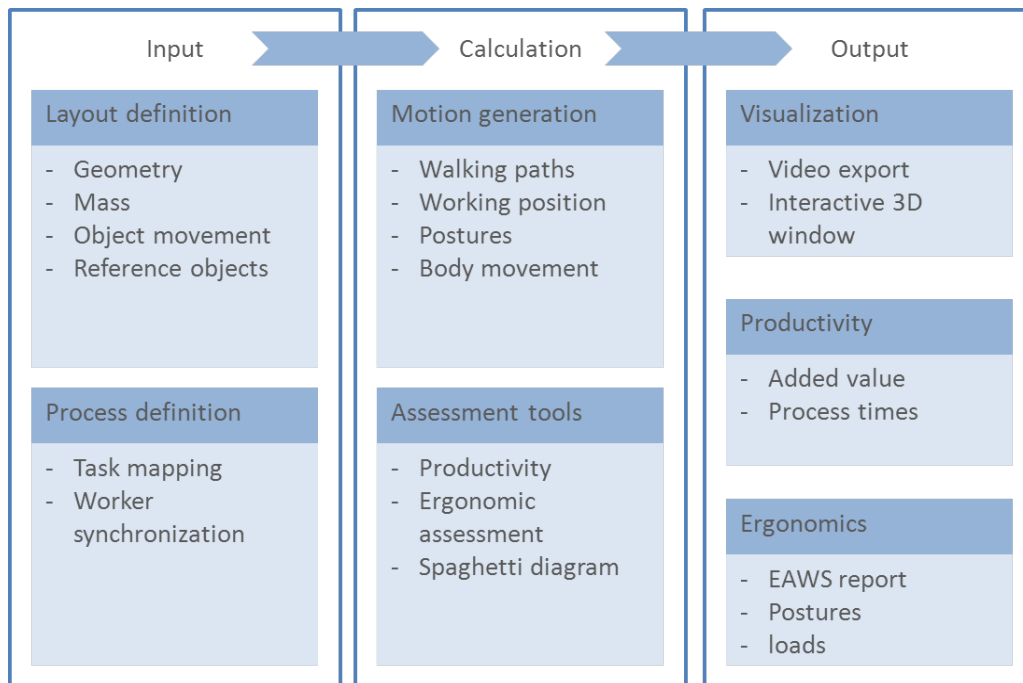 Input
Calculation
Output
Layout definition
- Geometry
- Mass
- Object movement
- Reference objects
Process definition
- Task mapping
- Worker
synchronization
Motion generation
- Walking paths
- Working position
- Postures
- Body movement
Assessment tools
- Productivity
- Ergonomic
assessment
- Spaghetti diagram
Visualization
- Video export
- Interactive 3D
window
Productivity
- Added value
- Process times
Ergonomics
- EAWS report
- Postures
- loads